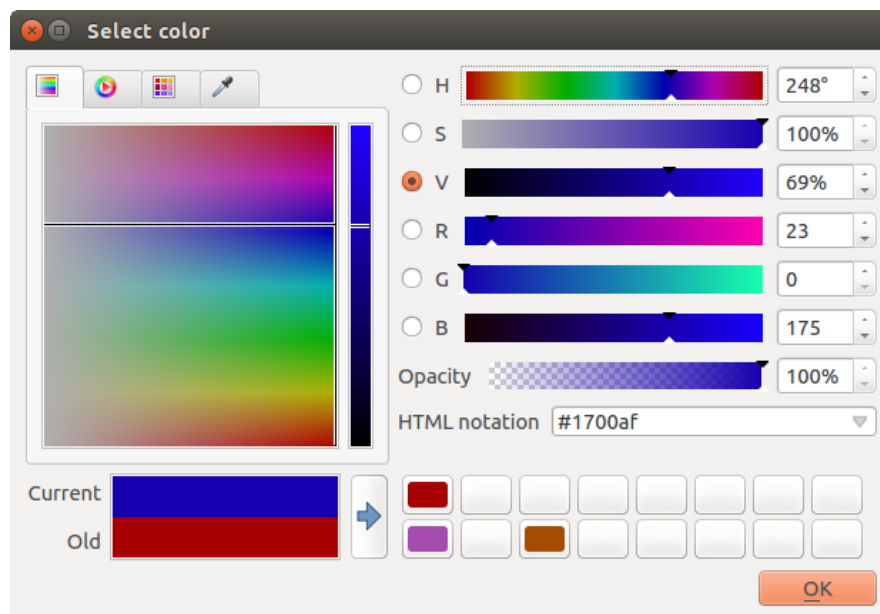 Select color
H 248°
S 100%
V 69%
R 23
G 0
B 175
Opacity 100%
HTML notation #1700af
Current
Old
OK